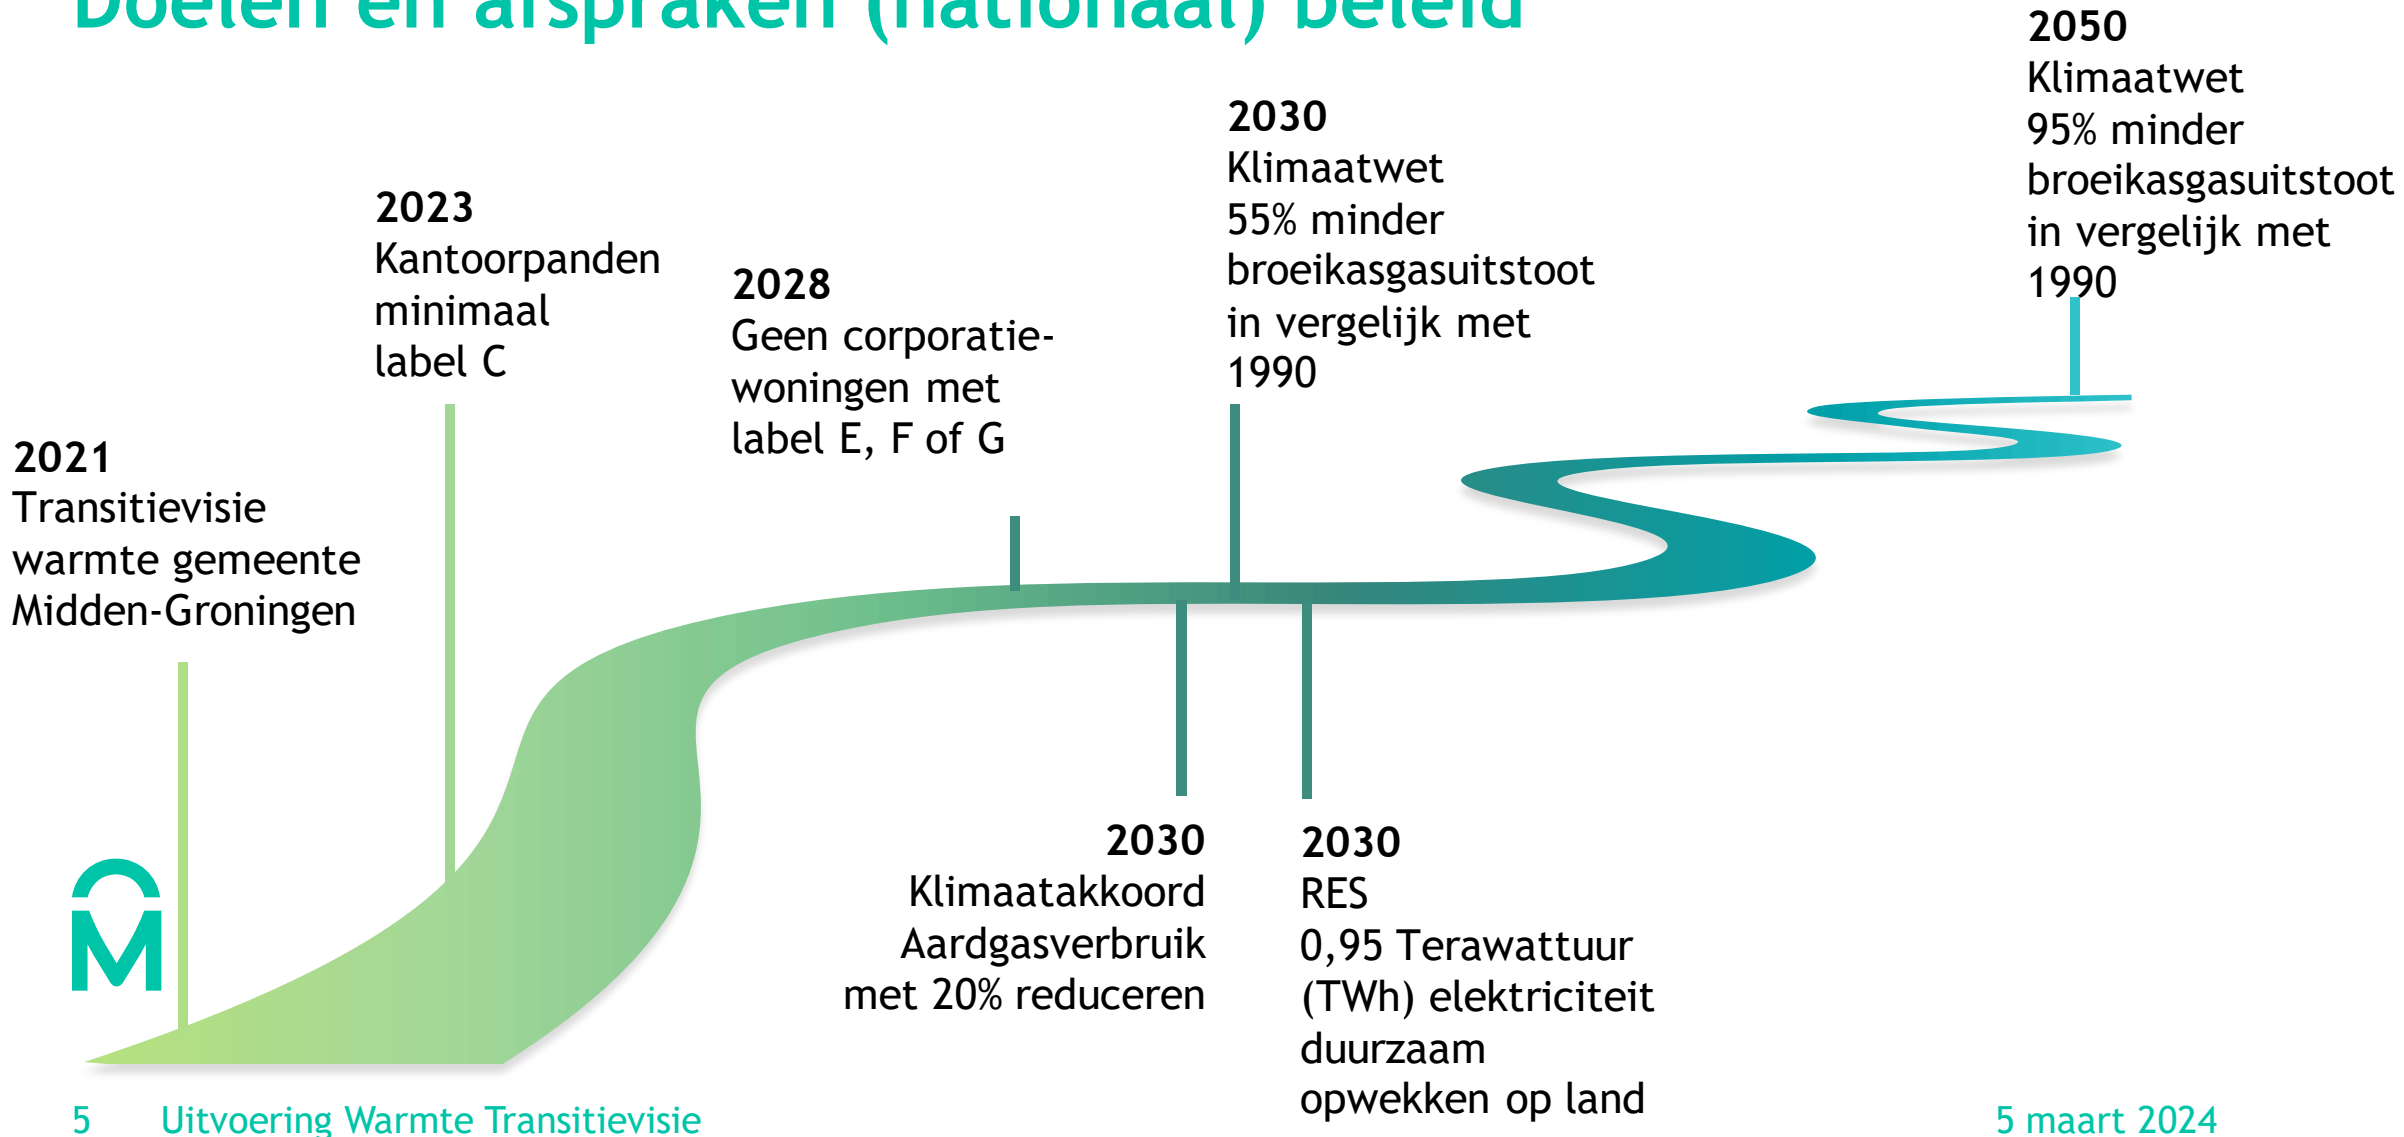 Doelen en afspraken (nationaal) beleid
2021
Transitievisie
warmte gemeente
Midden-Groningen
2023
Kantoorpanden
minimaal
label C
2028
Geen corporatie-
woningen met
label E, F of G
2030
Klimaatwet
55% minder
broeikasgasuitstoot
in vergelijk met
1990
2050
Klimaatwet
95% minder
broeikasgasuitstoot
in vergelijk met
1990
2030
Klimaatakkoord
Aardgasverbruik
met 20% reduceren
2030
RES
0,95 Terawattuur
(TWh) elektriciteit
duurzaam
opwekken op land
M
5 Uitvoering Warmte Transitievisie
5 maart 2024